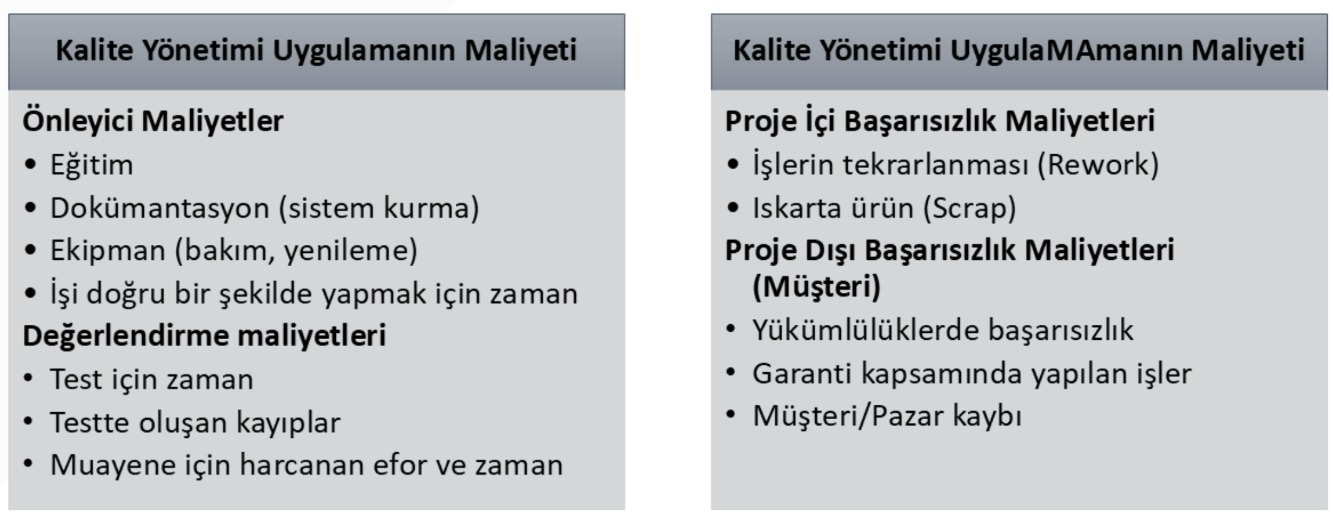 Kalite Yönetimi Uygulamanın Maliyeti
Önleyici Maliyetler
• Eğitim
• Dokümantasyon (sistem kurma)
• Ekipman (bakım, yenileme)
• İşi doğru bir şekilde yapmak için zaman
Değerlendirme maliyetleri
• Test için zaman
• Testte oluşan kayıplar
• Muayene için harcanan efor ve zaman
Kalite Yönetimi UygulaMAmanın Maliyeti
Proje İçi Başarısızlık Maliyetleri
• İşlerin tekrarlanması (Rework)
• Iskarta ürün (Scrap)
Proje Dışı Başarısızlık Maliyetleri
(Müşteri)
• Yükümlülüklerde başarısızlık
• Garanti kapsamında yapılan işler
• Müşteri/Pazar kaybı